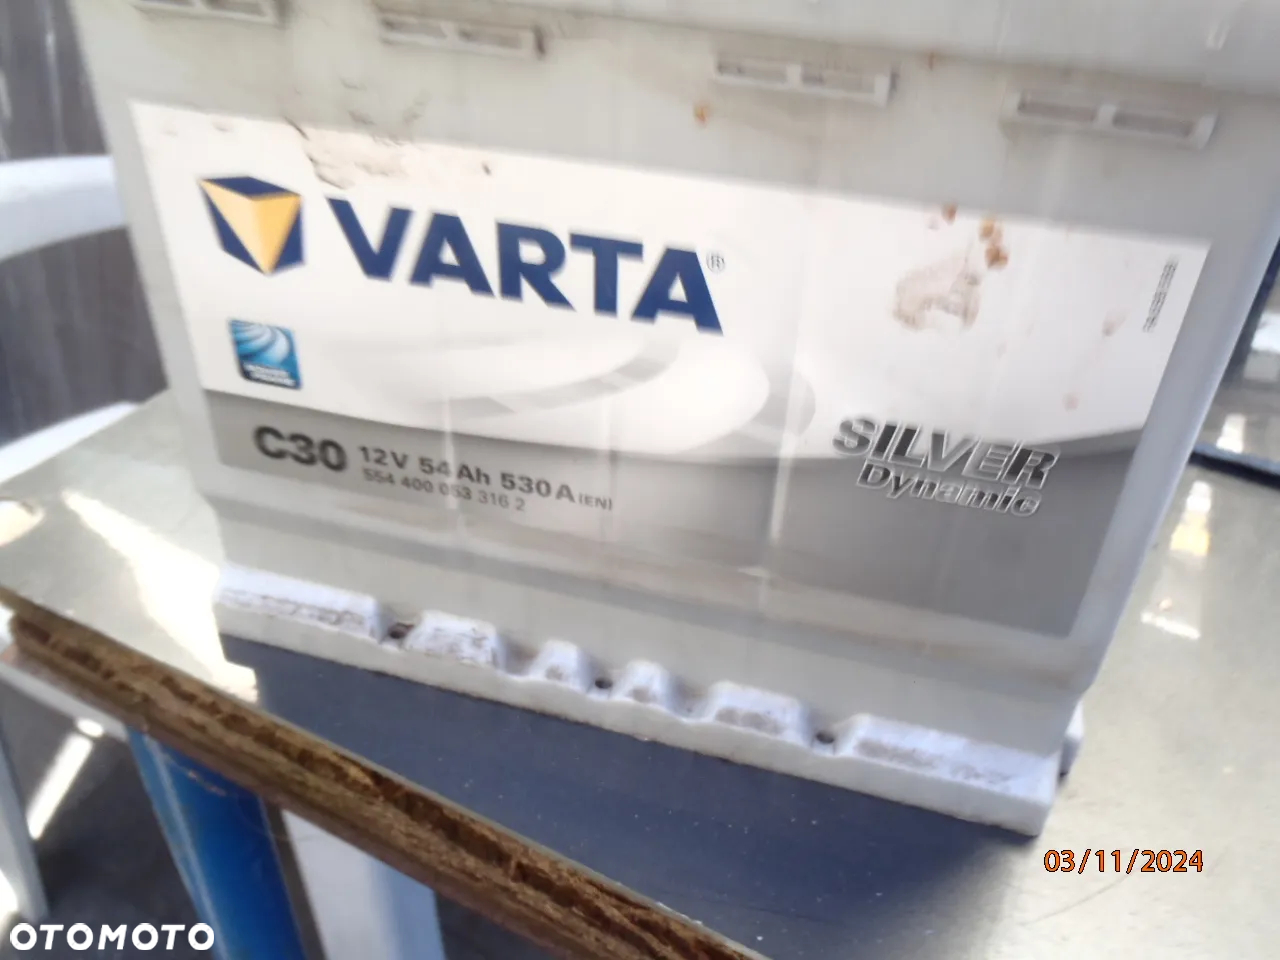 VARTA®
C30 12V 54Ah 530A(EN)
554 400 053 316 2
SILVER
Dynamic
03/11/2024
OTOMOTO